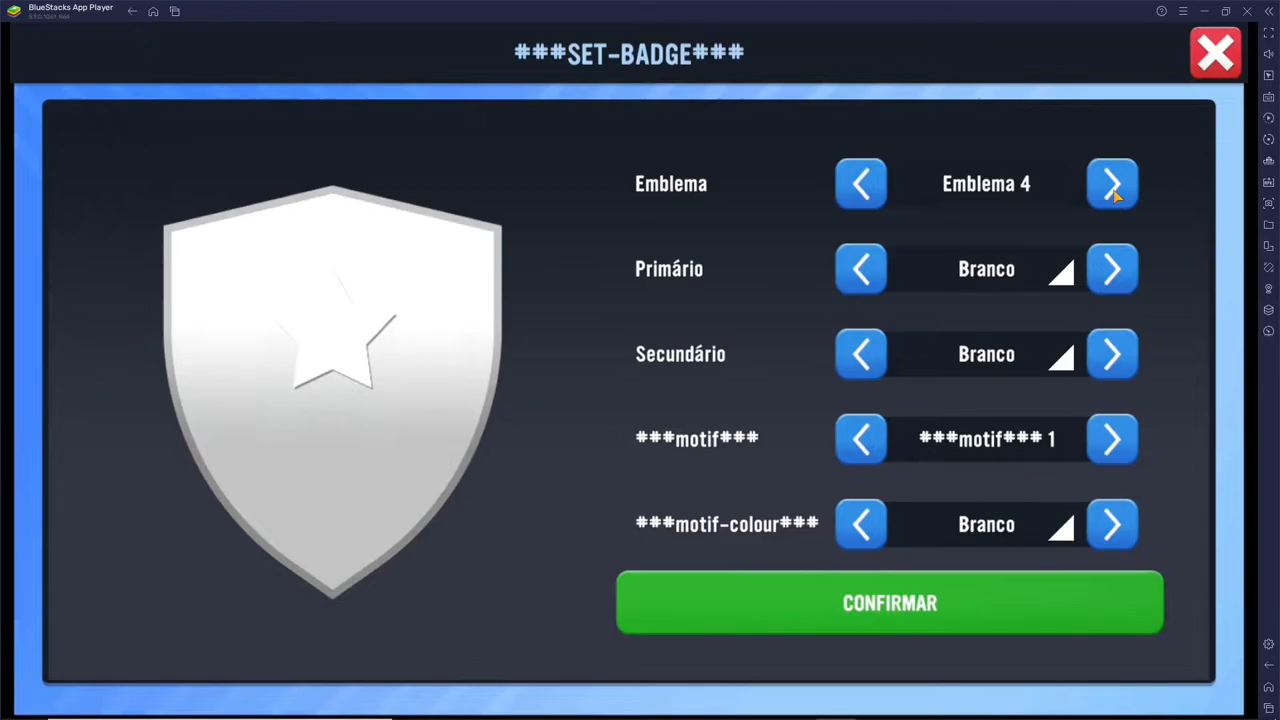 BlueStacks App Player
***SET-BADGE***
Emblema
Emblema 4
Primário
Branco
Secundário
Branco
***motif***
***motif*** 1
***motif-colour***
Branco
CONFIRMAR